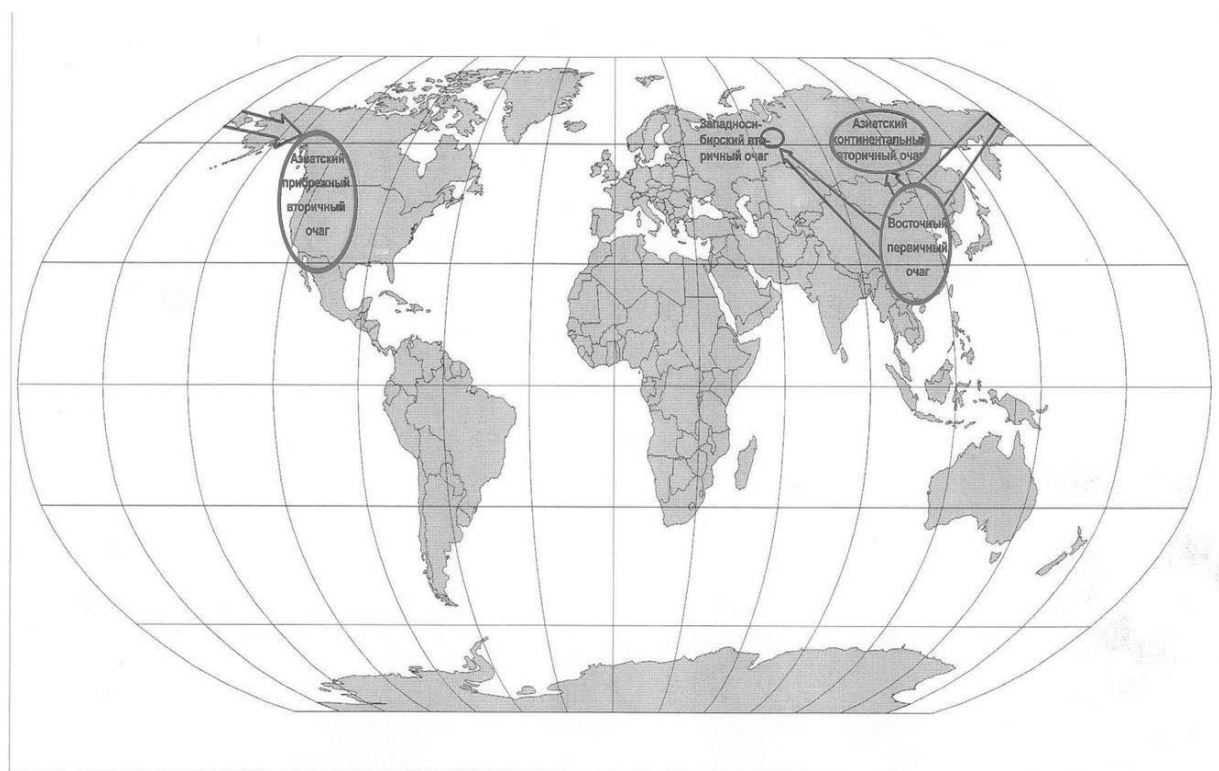 Западноси-
бирский вто-
ричный очаг
Азиатский
континентальный
вторичный очаг
Азиатский
прибрежный
вторичный
очаг
Восточный
первичный
очаг